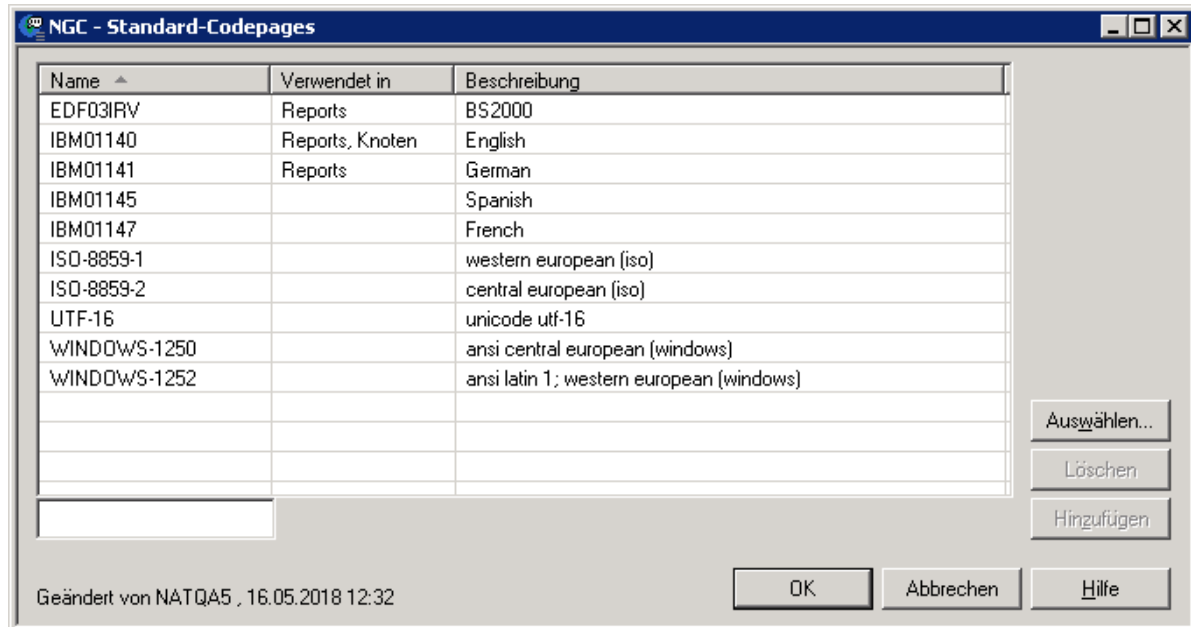 NGC - Standard-Codepages
Name Verwendet in Beschreibung
EDF03IRV Reports BS2000
IBM01140 Reports, Knoten English
IBM01141 Reports German
IBM01145 Spanish
IBM01147 French
ISO-8859-1 western european (iso)
ISO-8859-2 central european (iso)
UTF-16 unicode utf-16
WINDOWS-1250 ansi central european (windows)
WINDOWS-1252 ansi latin 1; western european (windows)
Auswählen...
Löschen
Hinzufügen
Geändert von NATQA5 , 16.05.2018 12:32
OK Abbrechen Hilfe